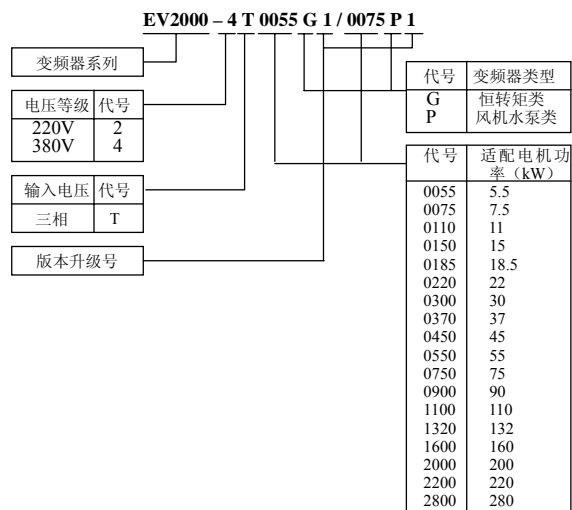 EV2000 – 4 T 0055 G 1 / 0075 P 1
变频器系列
电压等级 代号
220V 2
380V 4
输入电压 代号
三相 T
版本升级号
代号 变频器类型
G 恒转矩类
P 风机水泵类
代号 适配电机功
率（kW）
0055 5.5
0075 7.5
0110 11
0150 15
0185 18.5
0220 22
0300 30
0370 37
0450 45
0550 55
0750 75
0900 90
1100 110
1320 132
1600 160
2000 200
2200 220
2800 280